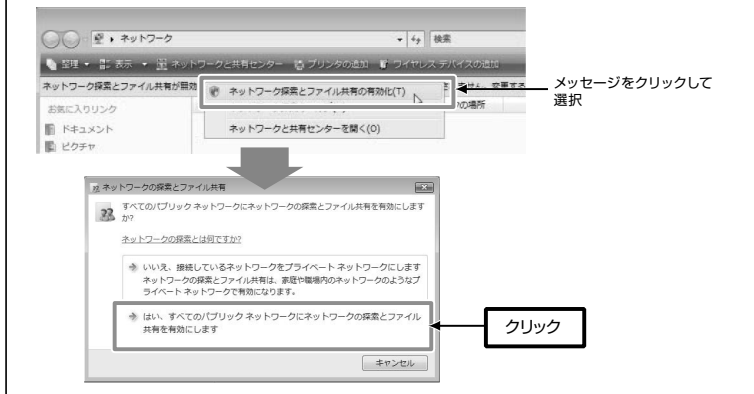 ネットワーク
検索
整理 表示 ネットワークと共有センター プリンタの追加 ワイヤレス デバイスの追加
ネットワーク探索とファイル共有が無効
ネットワーク探索とファイル共有の有効化(T)
ません。変更する
メッセージをクリックして
選択
お気に入りリンク
の場所
ドキュメント
ネットワークと共有センターを開く(O)
ピクチャ
ネットワークの探索とファイル共有
すべてのパブリック ネットワークにネットワークの探索とファイル共有を有効にします
か?
ネットワークの探索とは何ですか?
いいえ、接続しているネットワークをプライベート ネットワークにします
ネットワークの探索とファイル共有は、家庭や職場内のネットワークのようなプ
ライベート ネットワークで有効になります。
はい、すべてのパブリック ネットワークにネットワークの探索とファイル
共有を有効にします
クリック
キャンセル